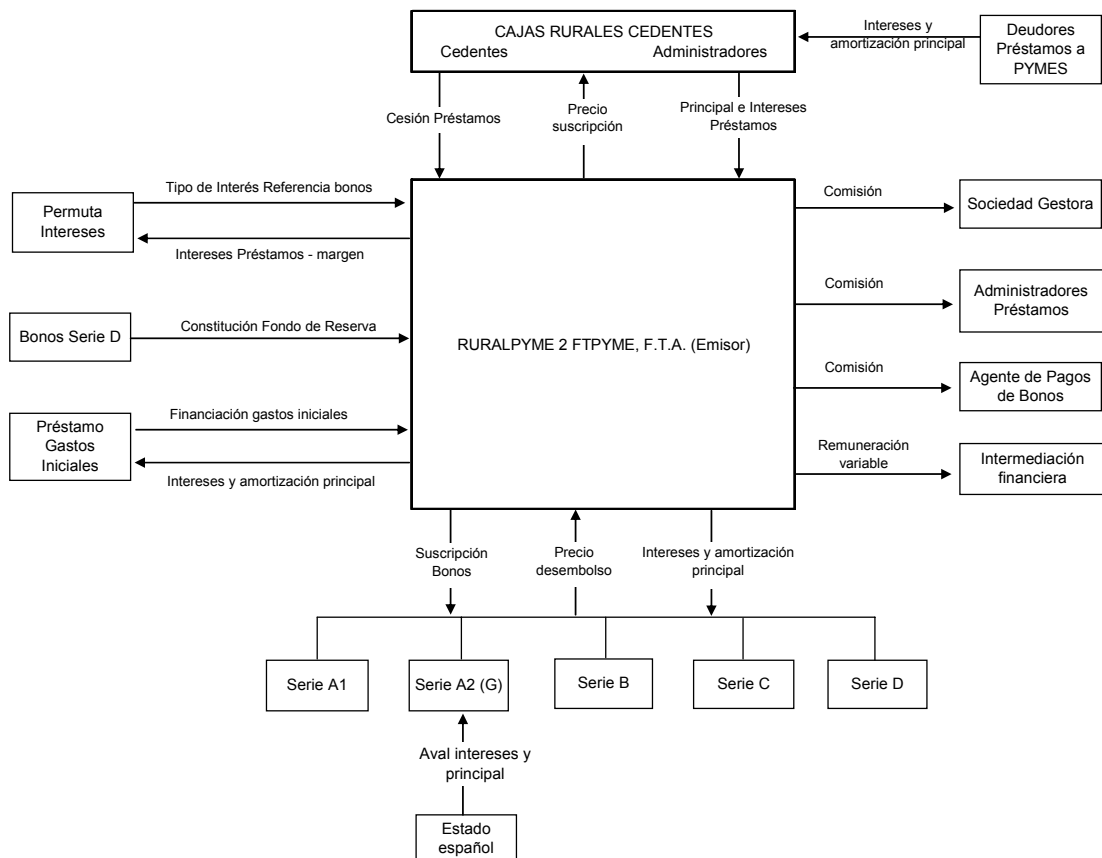 CAJAS RURALES CEDENTES
Cedentes
Administradores
Intereses y
amortización principal
Deudores
Préstamos a
PYMES
Cesión Préstamos
Precio
suscripción
Principal e Intereses
Préstamos
Permuta
Intereses
Tipo de Interés Referencia bonos
Intereses Préstamos - margen
Bonos Serie D
Constitución Fondo de Reserva
Préstamo
Gastos
Iniciales
Financiación gastos iniciales
Intereses y amortización principal
RURALPYME 2 FTPYME, F.T.A. (Emisor)
Comisión
Sociedad Gestora
Comisión
Administradores
Préstamos
Comisión
Agente de Pagos
de Bonos
Remuneración
variable
Intermediación
financiera
Suscripción
Bonos
Precio
desembolso
Intereses y amortización
principal
Serie A1
Serie A2 (G)
Serie B
Serie C
Serie D
Aval intereses y
principal
Estado
español